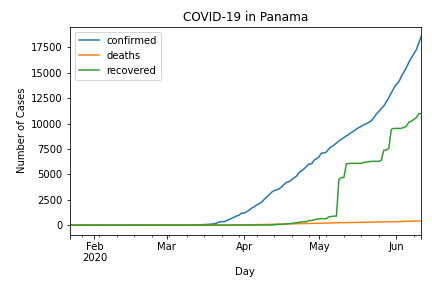 COVID-19 in Panama
confirmed
deaths
recovered
Number of Cases
17500
15000
12500
10000
7500
5000
2500
0
Feb
2020
Mar
Apr
May
Jun
Day